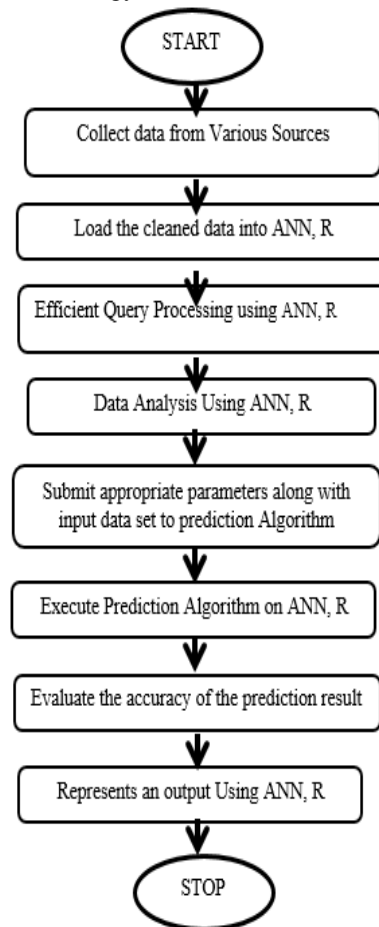 START
Collect data from Various Sources
Load the cleaned data into ANN, R
Efficient Query Processing using ANN, R
Data Analysis Using ANN, R
Submit appropriate parameters along with
input data set to prediction Algorithm
Execute Prediction Algorithm on ANN, R
Evaluate the accuracy of the prediction result
Represents an output Using ANN, R
STOP